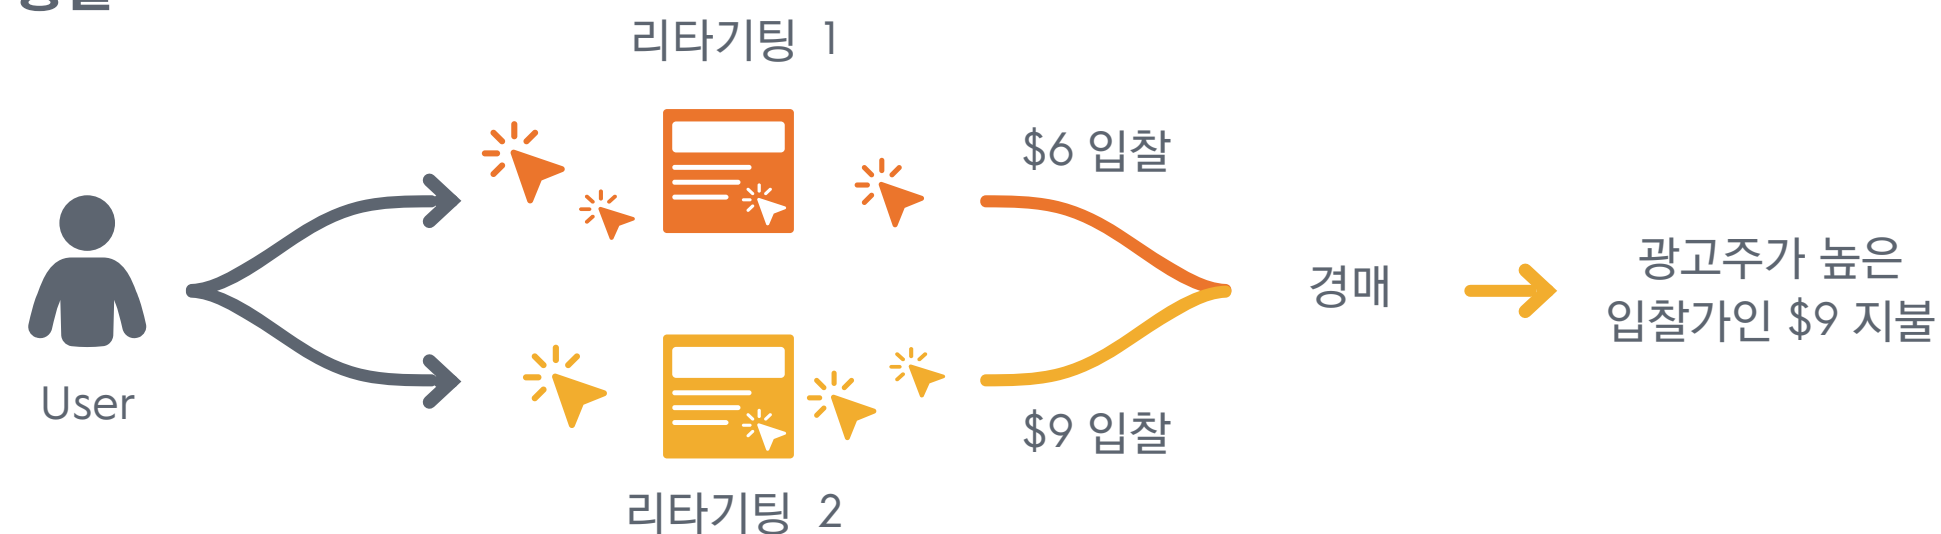 리타기팅 1
$6 입찰
User
경매
광고주가 높은
입찰가인 $9 지불
$9 입찰
리타기팅 2